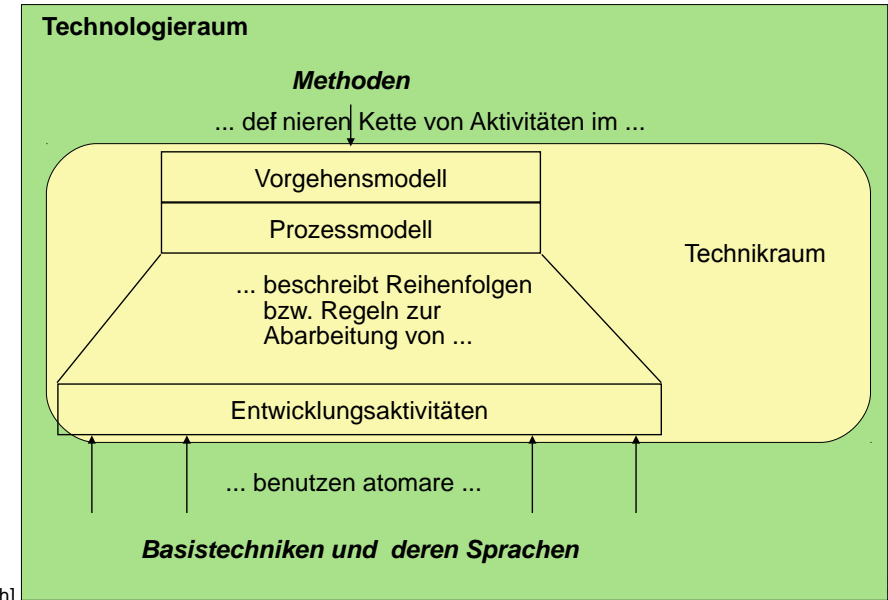 Technologieraum
Methoden
... def nieren Kette von Aktivitäten im ...
Vorgehensmodell
Prozessmodell
Technikraum
... beschreibt Reihenfolgen
bzw. Regeln zur
Abarbeitung von ...
Entwicklungsaktivitäten
... benutzen atomare ...
Basistechniken und deren Sprachen
h]